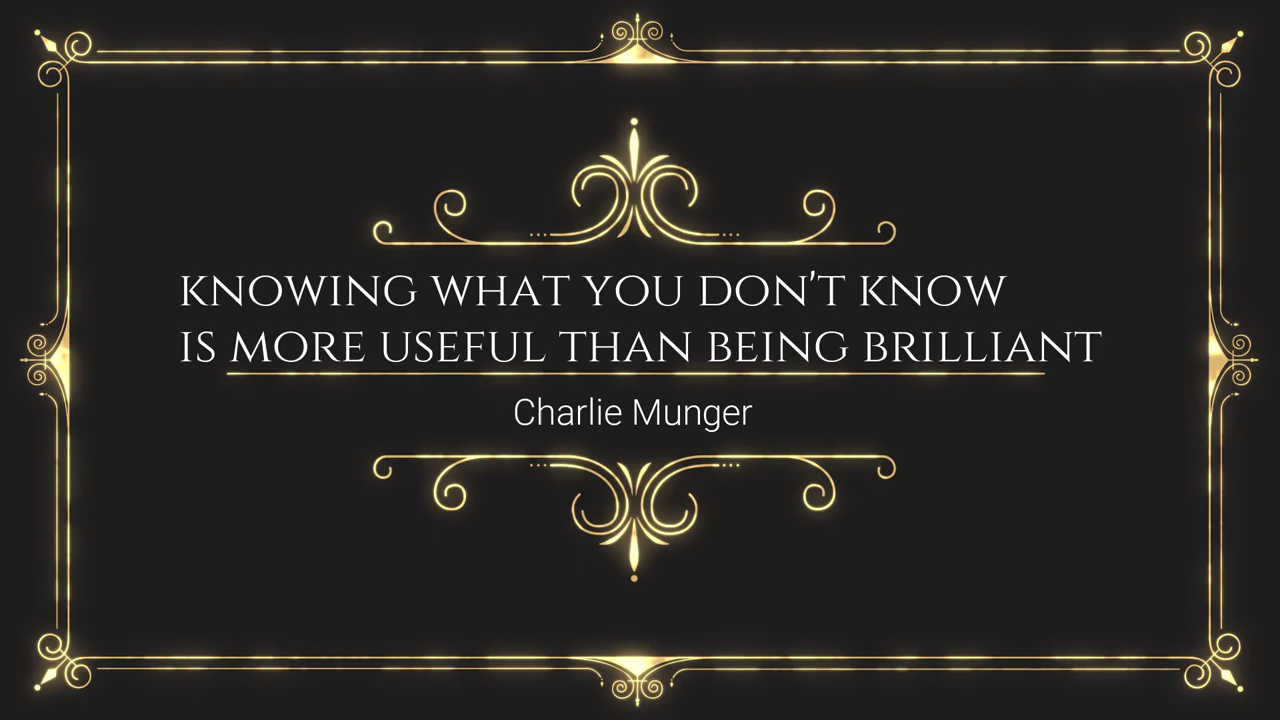 KNOWING WHAT YOU DON'T KNOW
IS MORE USEFUL THAN BEING BRILLIANT
Charlie Munger